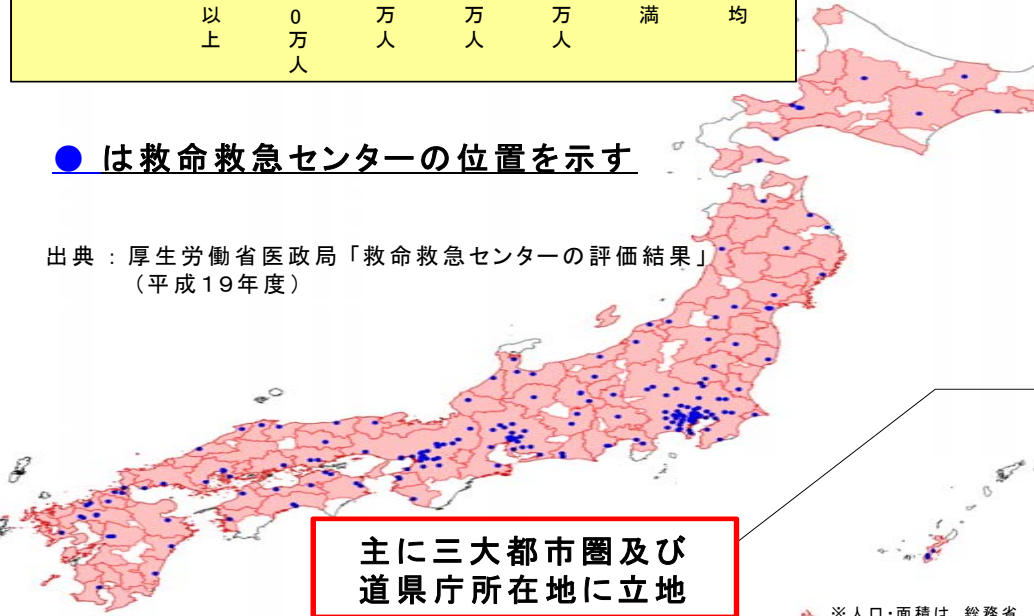 以上
0万人
万人
万人
万人
満
均
● は救命救急センターの位置を示す
出典：厚生労働省医政局「救命救急センターの評価結果」
（平成19年度）
主に三大都市圏及び
道県庁所在地に立地
※人口・面積は、総務省